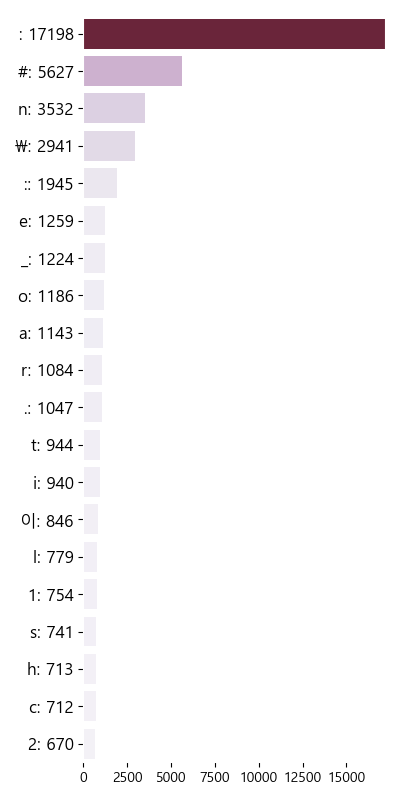 : 17198
#: 5627
n: 3532
₩: 2941
:: 1945
e: 1259
_: 1224
o: 1186
a: 1143
r: 1084
.: 1047
t: 944
i: 940
이: 846
l: 779
1: 754
s: 741
h: 713
c: 712
2: 670
0 2500 5000 7500 10000 12500 15000